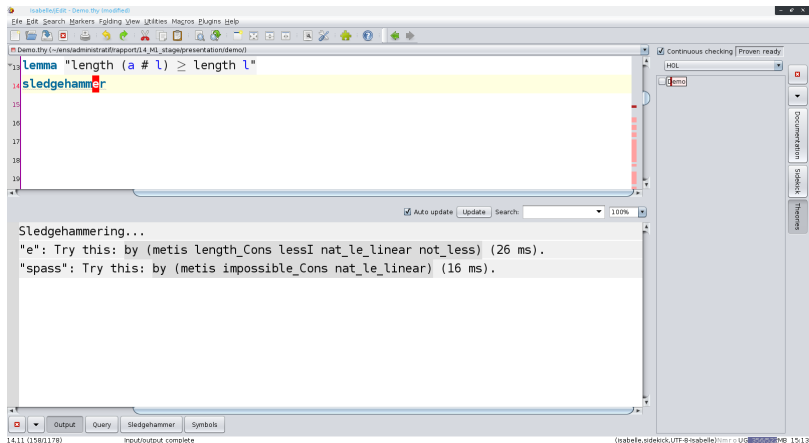 Isabelle/jEdit - Demo.thy (modified)
File Edit Search Markers Folding View Utilities Macros Plugins Help
Demo.thy (~/ens/administratif/rapport/14_M1_stage/presentation/demo/)
Continuous checking Prover: ready
HOL
Demo
13 lemma "length (a # l) ≥ length l"
14 sledgehammer
15
16
17
18
19
Documentation
Sidekick
Theories
Auto update Update Search: 100%
Sledgehammering...
"e": Try this: by (metis length_Cons lessI nat_le_linear not_less) (26 ms).
"spass": Try this: by (metis impossible_Cons nat_le_linear) (16 ms).
Output Query Sledgehammer Symbols
14,11 (158/1178) Input/output complete (isabelle,sidekick,UTF-8-Isabelle) UG MB 15:13